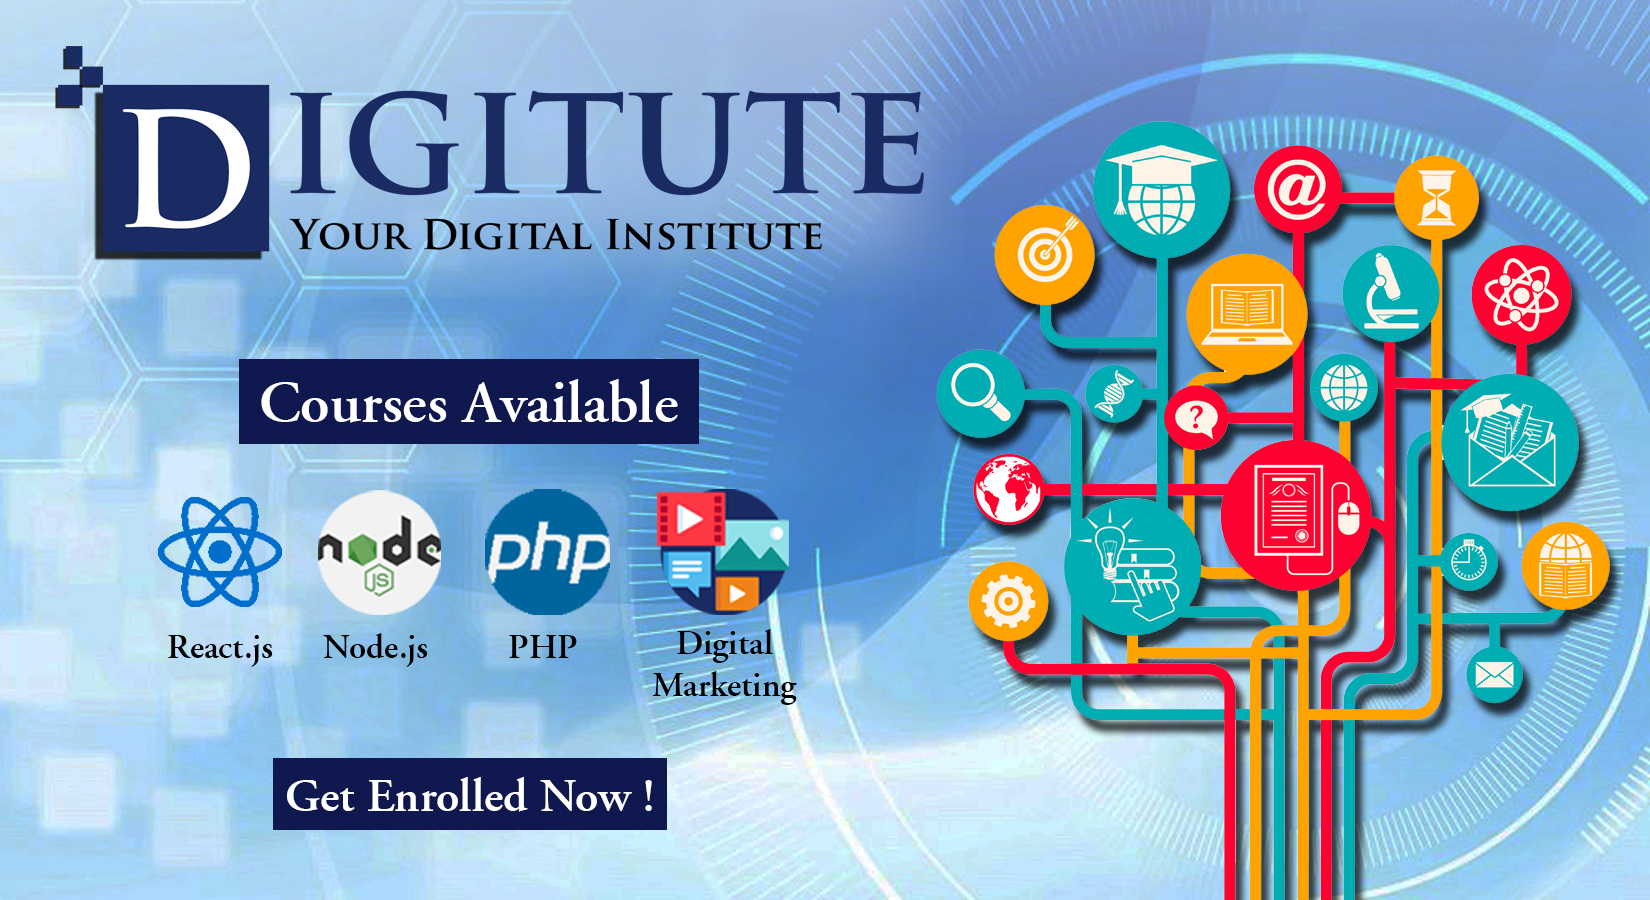 DIGITUTE
YOUR DIGITAL INSTITUTE
Courses Available
node
JS
php
React.js
Node.js
PHP
Digital
Marketing
Get Enrolled Now !
@
?